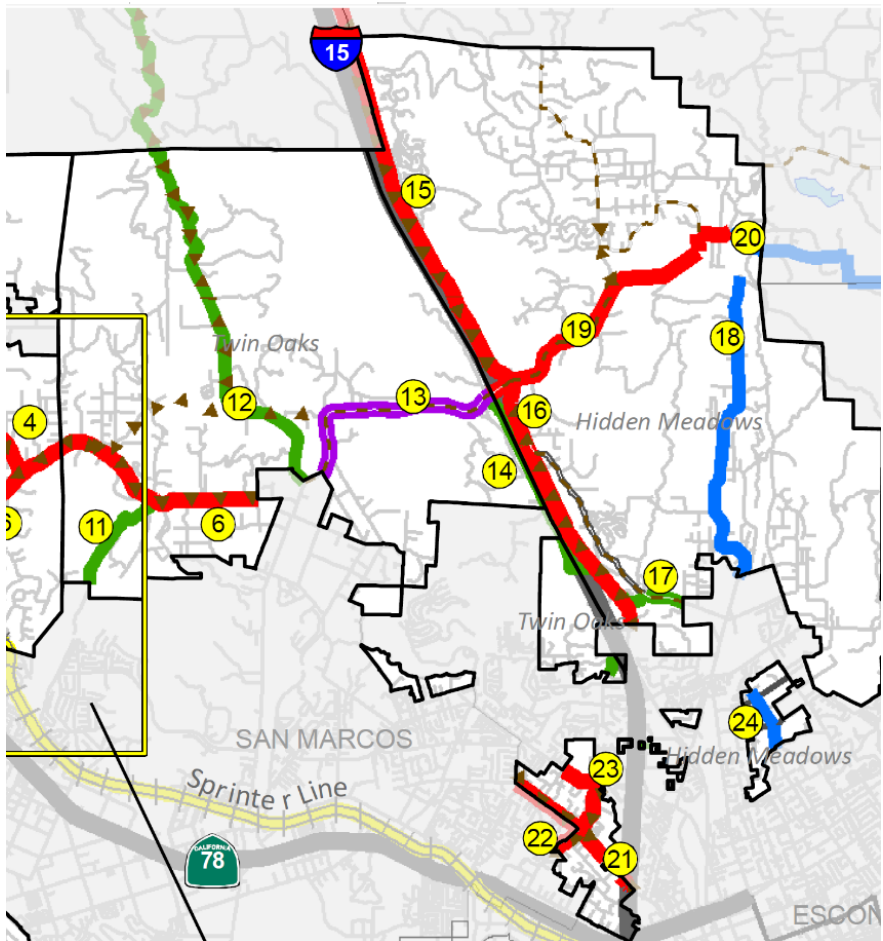 15
15
20
19
18
Twin Oaks
13
12
16
4
Hidden Meadows
14
11
6
17
Twin Oaks
24
SAN MARCOS
Hidden Meadows
23
Sprinter Line
22
CALIFORNIA
78
21
ESCON